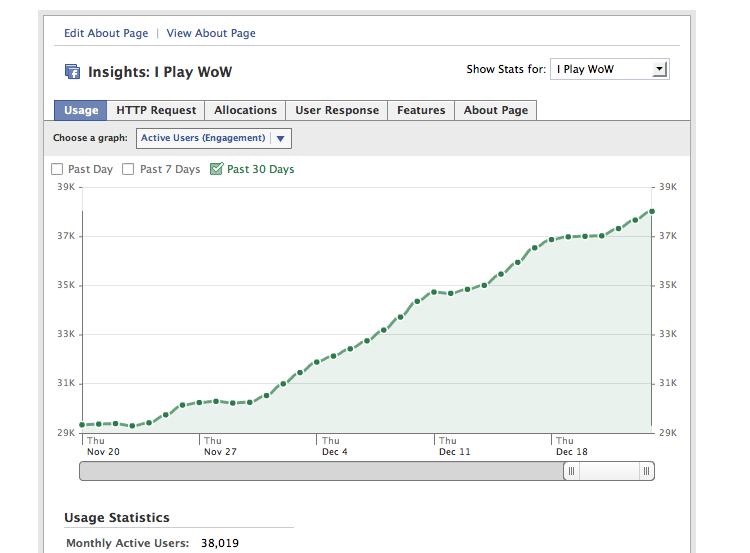 Edit About Page | View About Page
Insights: I Play WoW
Show Stats for: I Play WoW
Usage HTTP Request Allocations User Response Features About Page
Choose a graph: Active Users (Engagement)
Past Day Past 7 Days Past 30 Days
39K 39K
37K 37K
35K 35K
33K 33K
31K 31K
29K 29K
Thu Thu Thu Thu Thu
Nov 20 Nov 27 Dec 4 Dec 11 Dec 18
Usage Statistics
Monthly Active Users: 38,019